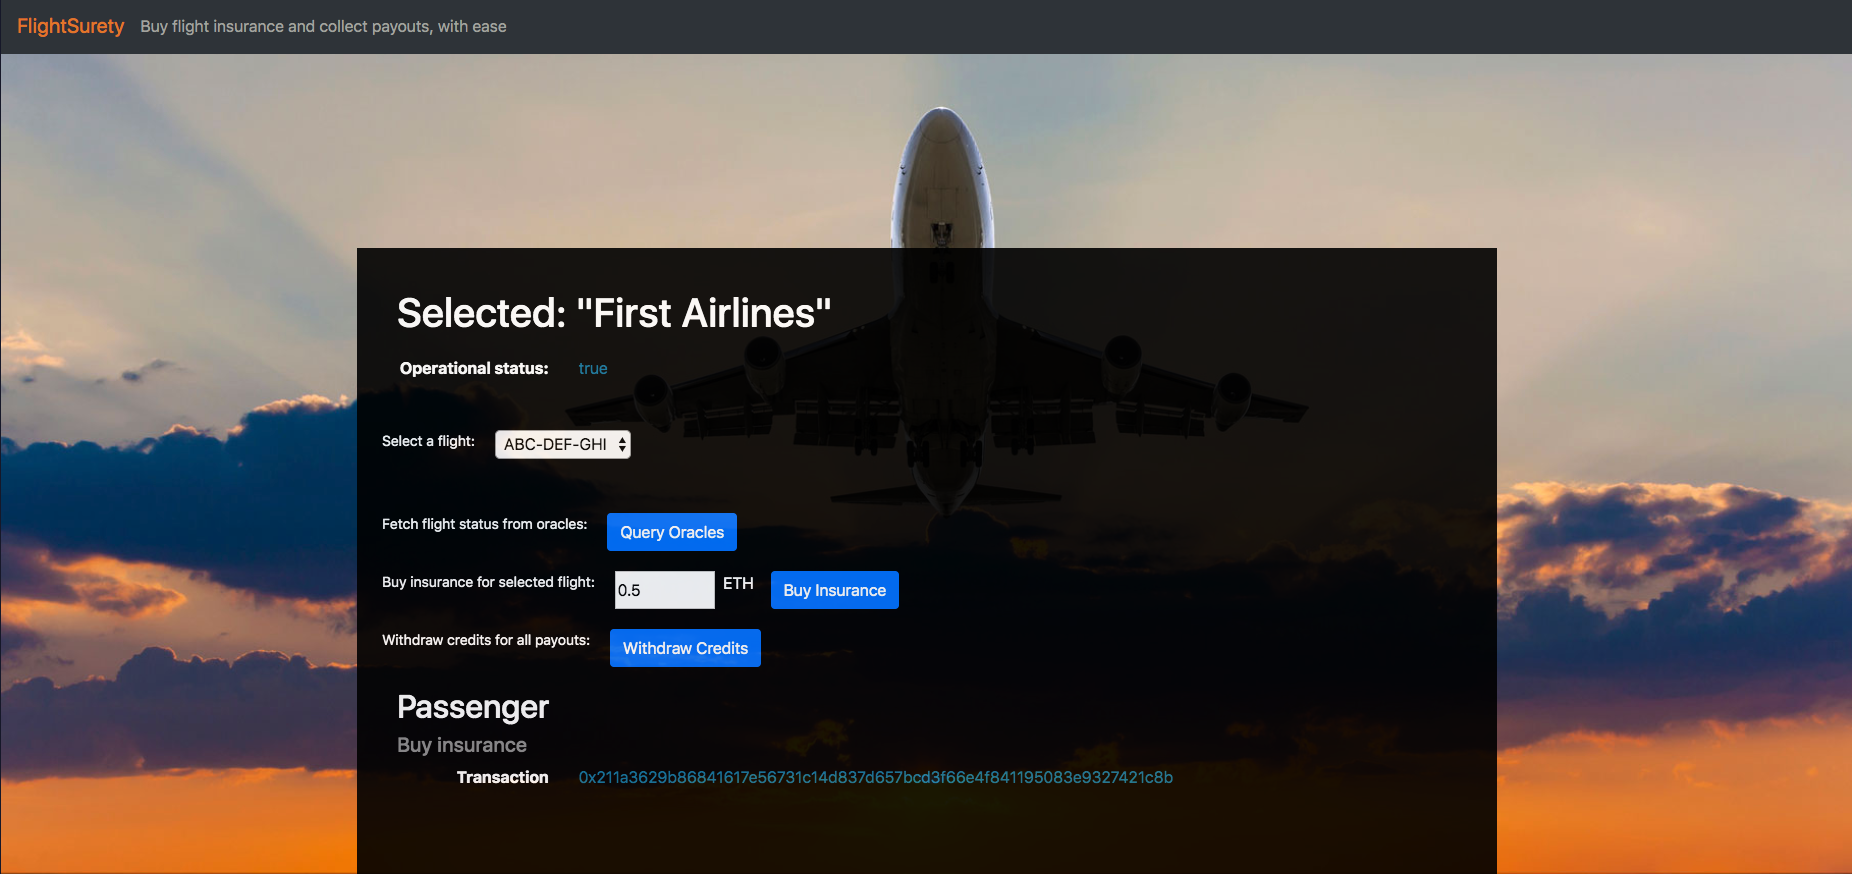 FlightSurety Buy flight insurance and collect payouts, with ease
Selected: "First Airlines"
Operational status: true
Select a flight: ABC-DEF-GHI
Fetch flight status from oracles: Query Oracles
Buy insurance for selected flight: 0.5 ETH Buy Insurance
Withdraw credits for all payouts: Withdraw Credits
Passenger
Buy insurance
Transaction 0x211a3629b86841617e56731c14d837d657bcd3f66e4f841195083e9327421c8b